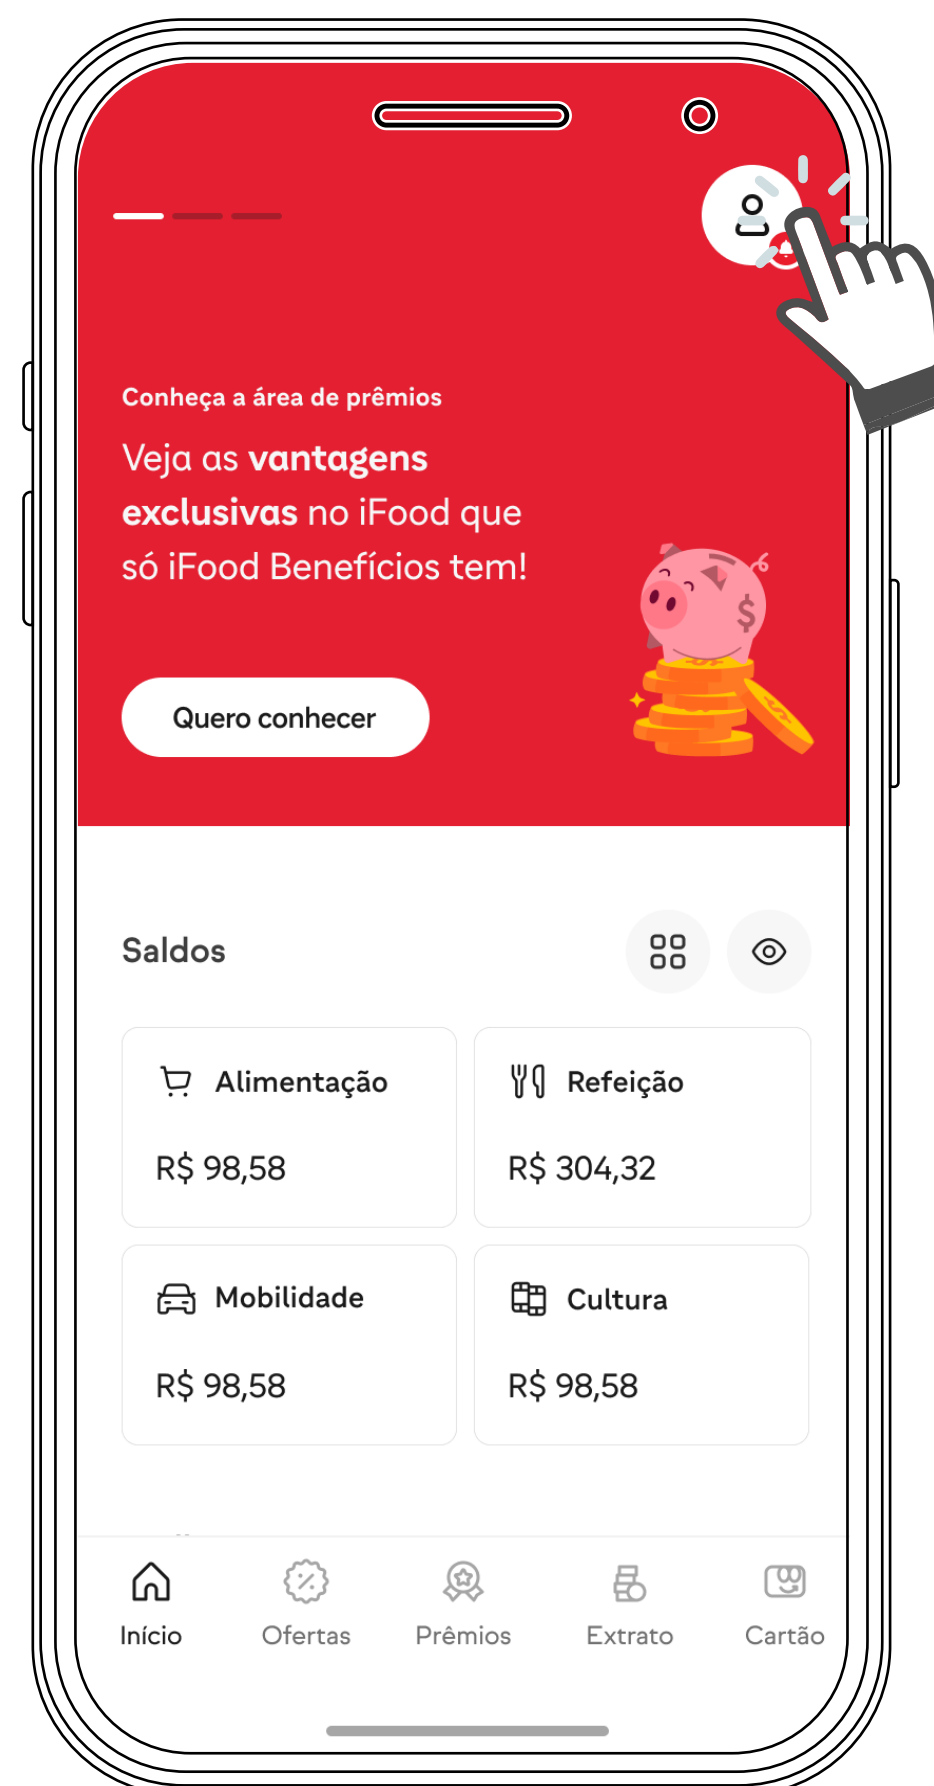 Conheça a área de prêmios
Veja as vantagens
exclusivas no iFood que
só iFood Benefícios tem!
Quero conhecer
Saldos
Alimentação
R$ 98,58
Refeição
R$ 304,32
Mobilidade
R$ 98,58
Cultura
R$ 98,58
Início
Ofertas
Prêmios
Extrato
Cartão